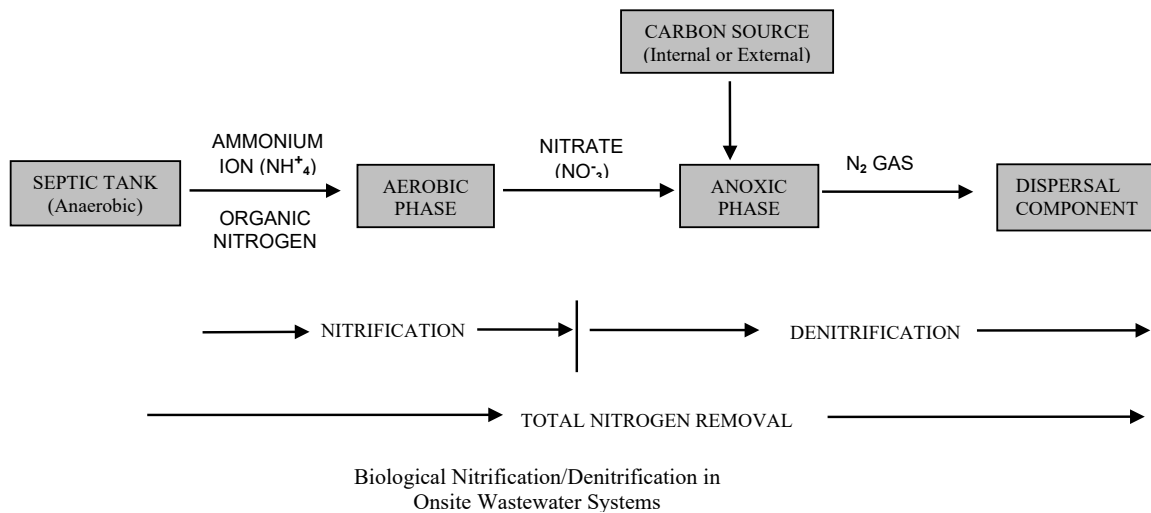 CARBON SOURCE
(Internal or External)
AMMONIUM
ION (NH⁺₄)
NITRATE
(NO⁻₃)
N₂ GAS
SEPTIC TANK
(Anaerobic)
AEROBIC
PHASE
ANOXIC
PHASE
DISPERSAL
COMPONENT
ORGANIC
NITROGEN
NITRIFICATION
DENITRIFICATION
TOTAL NITROGEN REMOVAL
Biological Nitrification/Denitrification in
Onsite Wastewater Systems